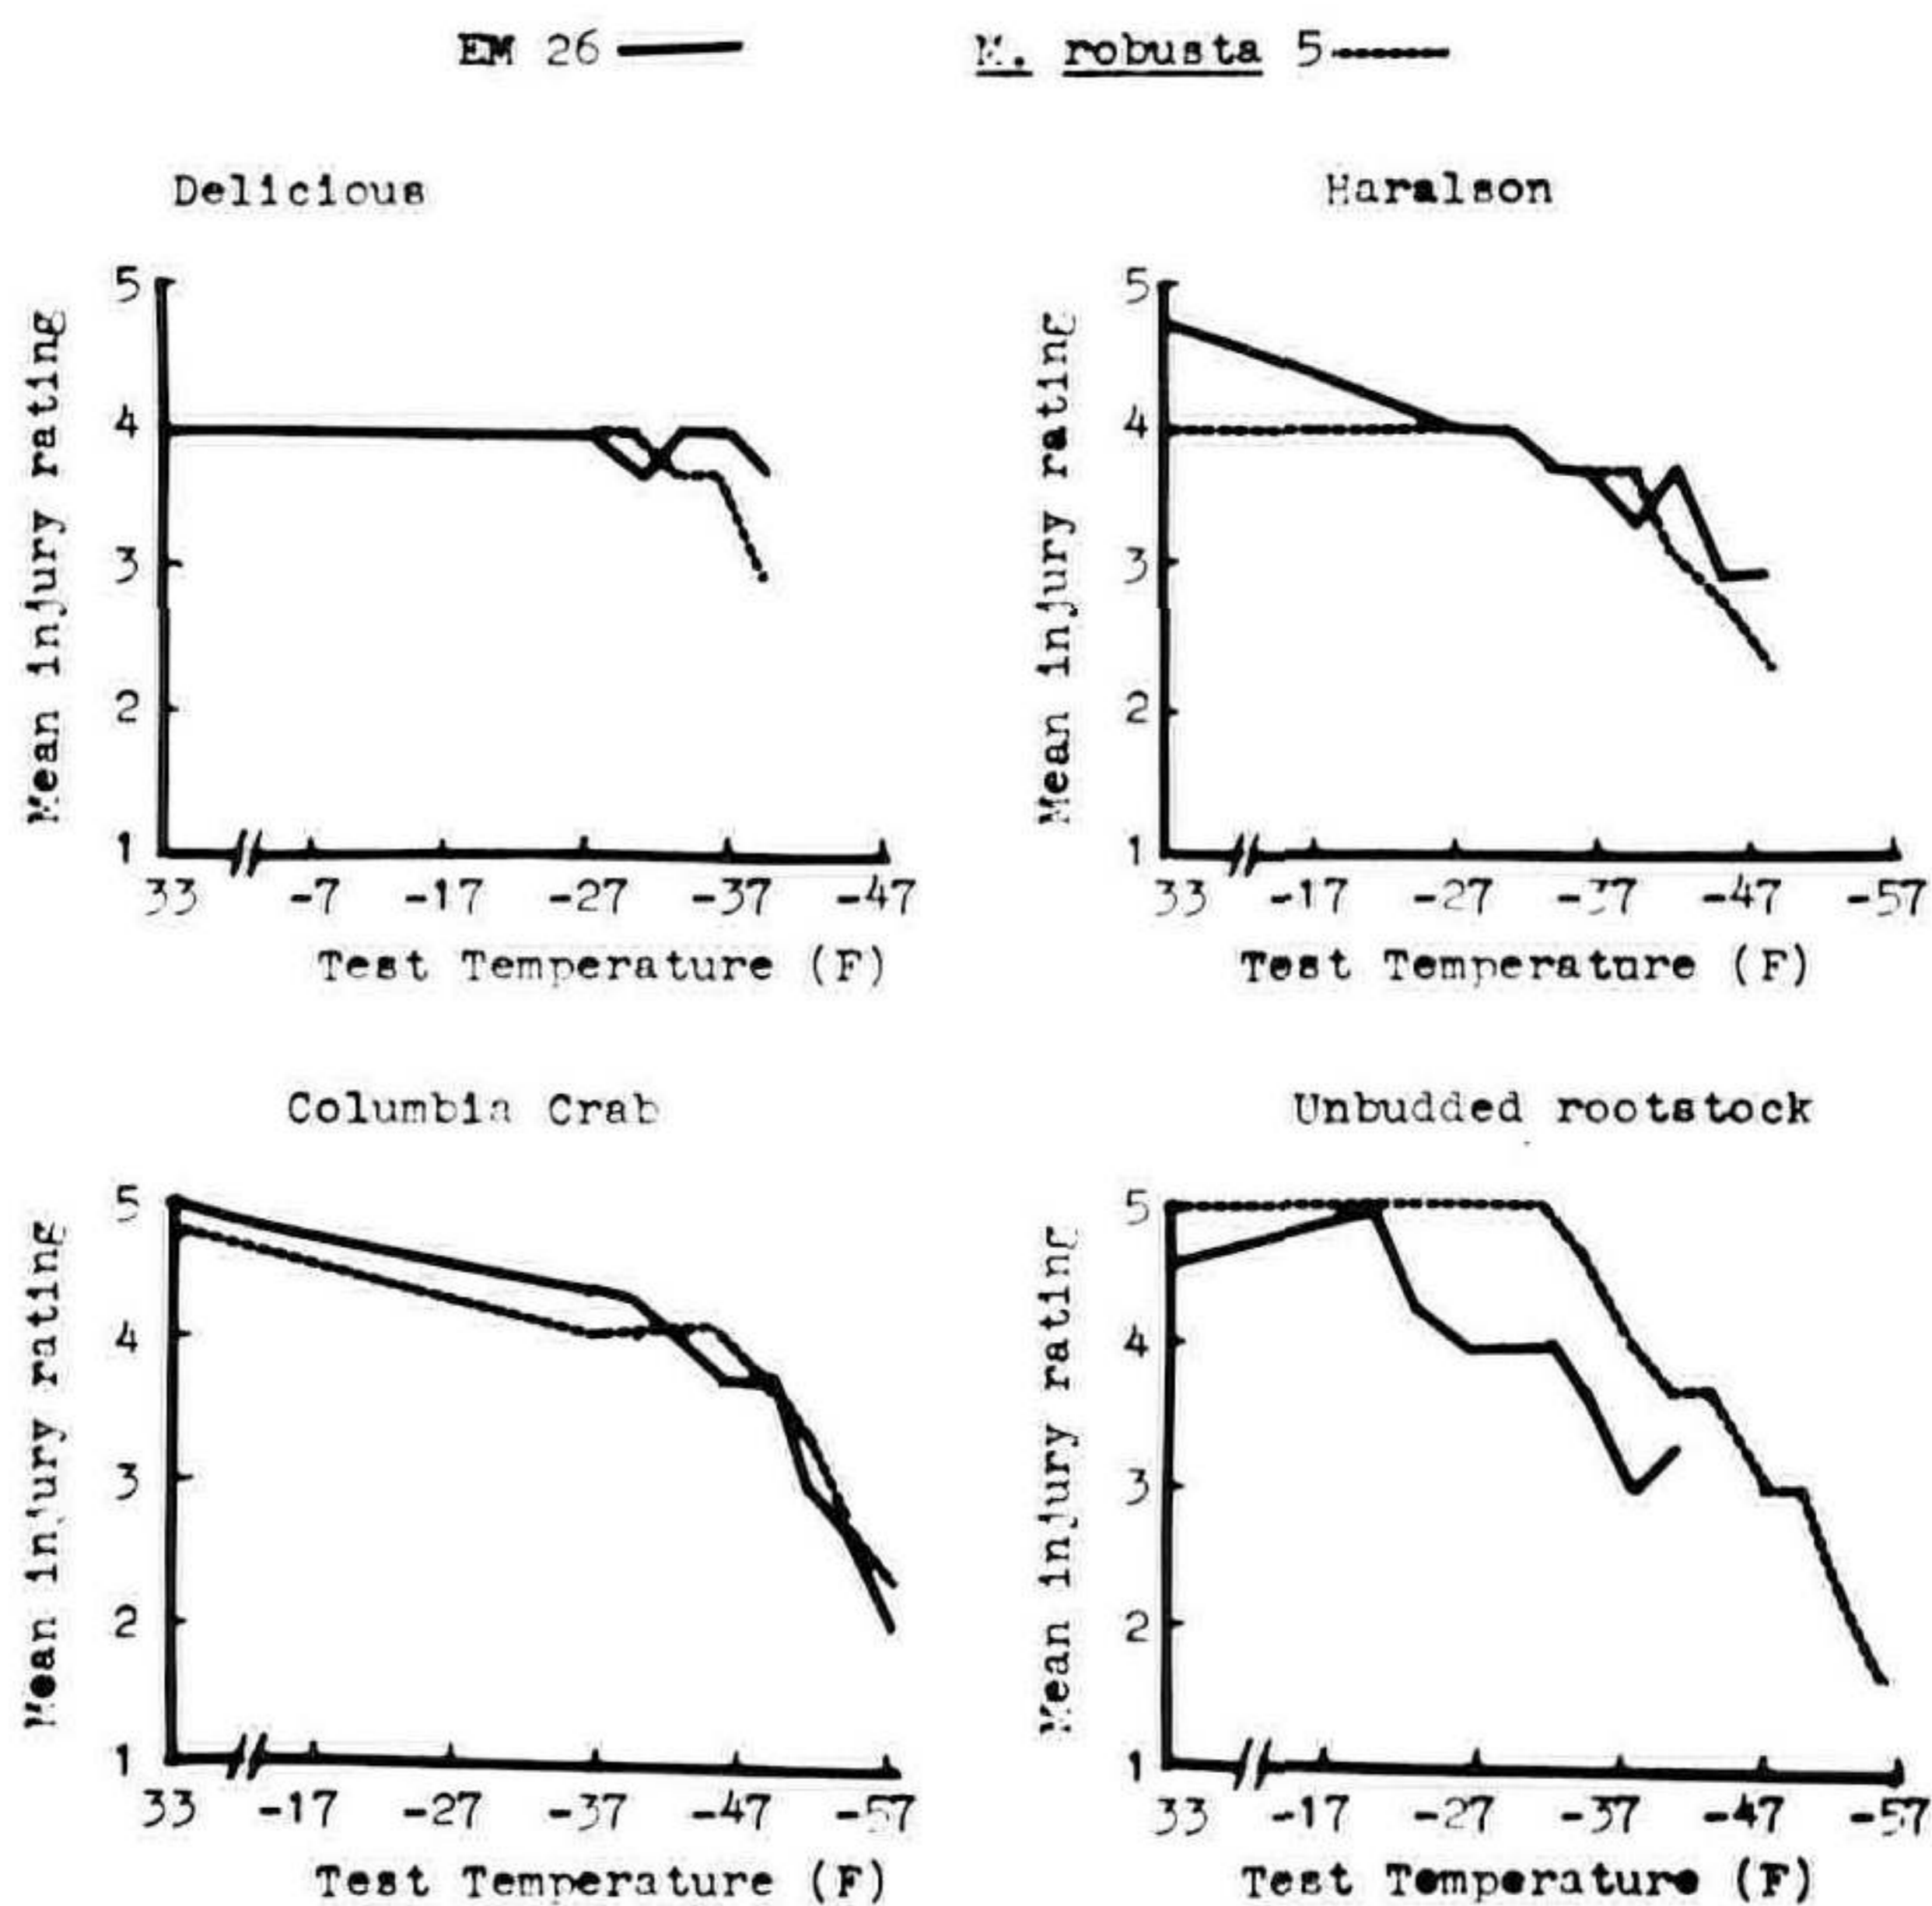 EM 26 M. robusta 5
Delicious
Haralson
Mean injury rating
5
4
3
2
1
33 -7 -17 -27 -37 -47
Test Temperature (F)
Mean injury rating
5
4
3
2
1
33 -17 -27 -37 -47 -57
Test Temperature (F)
Columbia Crab
Unbudded rootstock
Mean injury rating
5
4
3
2
1
33 -17 -27 -37 -47 -57
Test Temperature (F)
Mean injury rating
5
4
3
2
1
33 -17 -27 -37 -47 -57
Test Temperature (F)